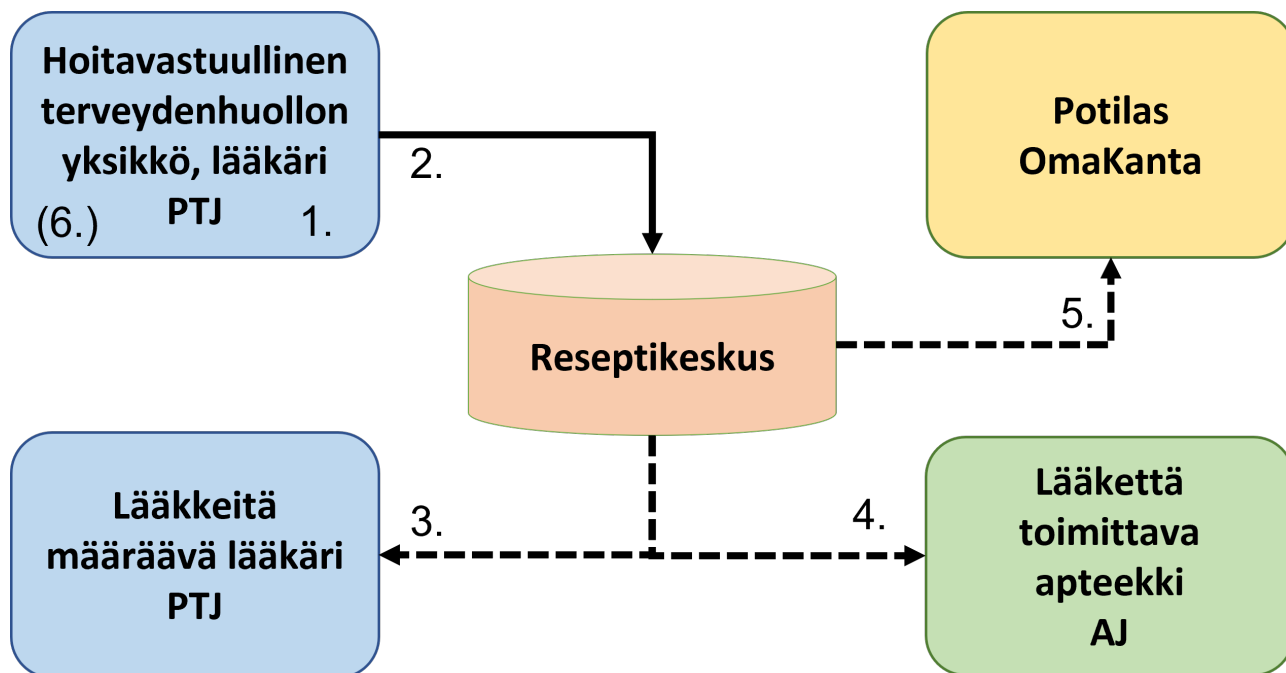 Hoitavastuullinen
terveydenhuollon
yksikkö, lääkäri
PTJ
(6.)
1.
2.
Potilas
OmaKanta
5.
Reseptikeskus
Lääkkeitä
määräävä lääkäri
PTJ
3.
4.
Lääkettä
toimittava
apteekki
AJ